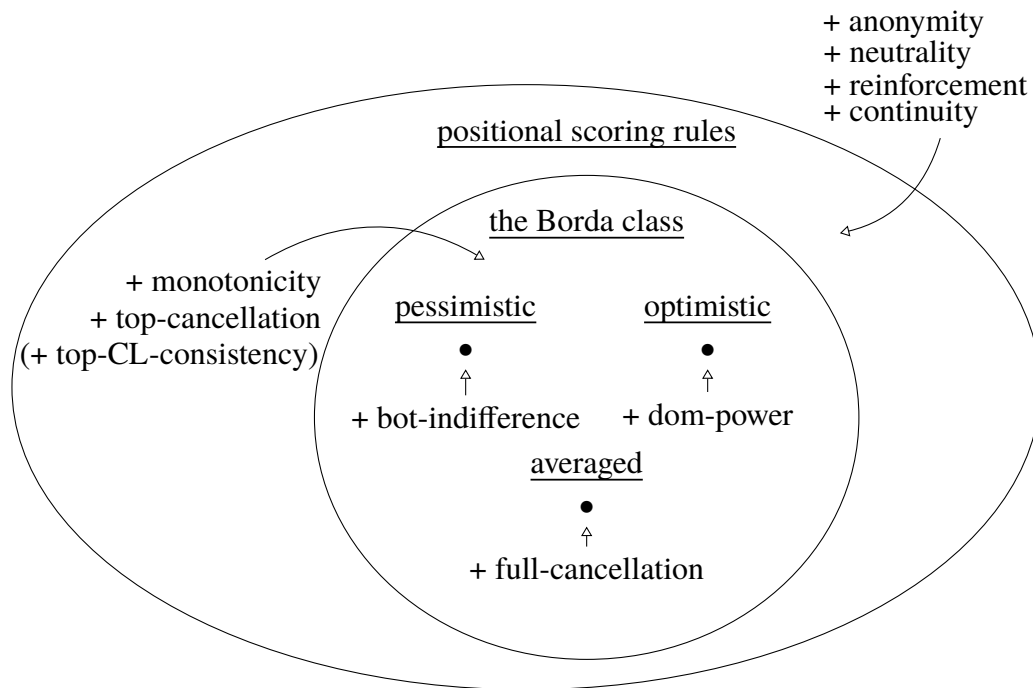 + anonymity
+ neutrality
+ reinforcement
+ continuity
positional scoring rules
the Borda class
+ monotonicity
+ top-cancellation
(+ top-CL-consistency)
pessimistic
optimistic
+ bot-indifference
+ dom-power
averaged
+ full-cancellation